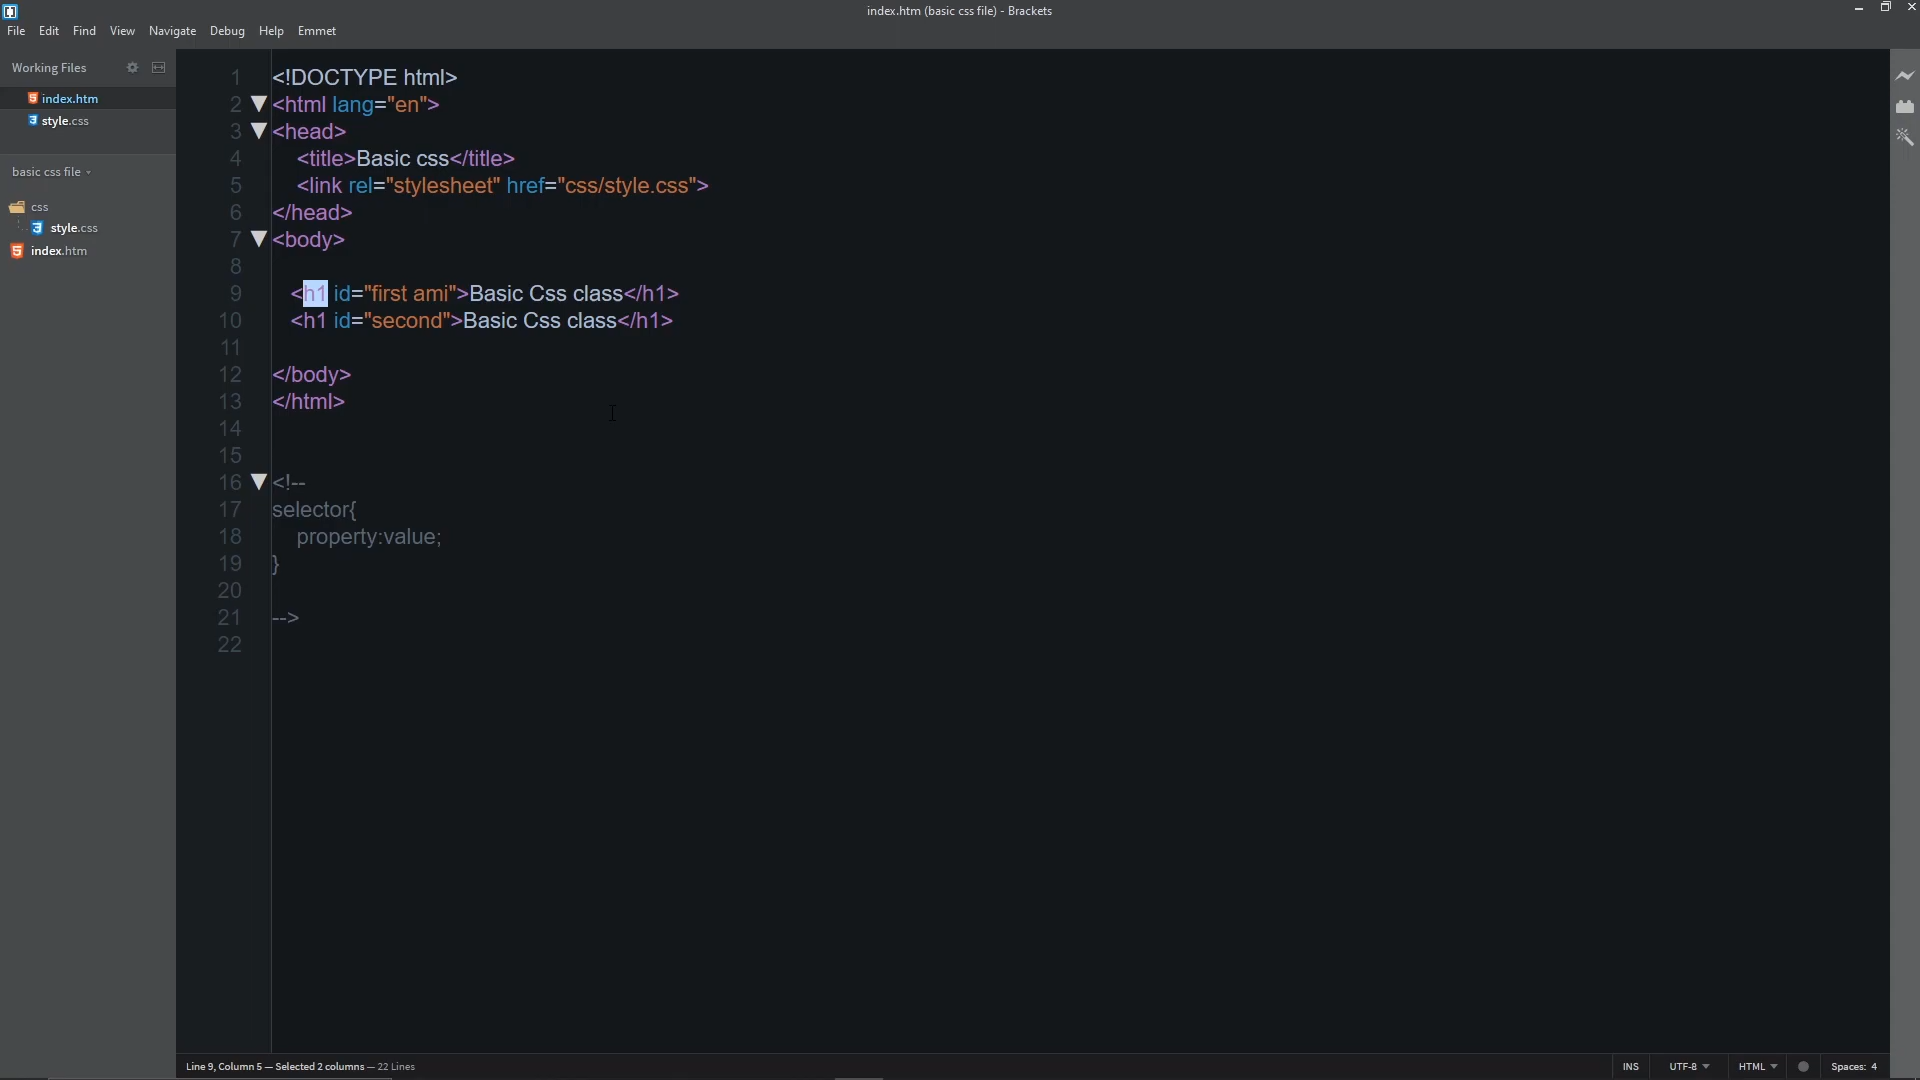 index.htm (basic css file) - Brackets
File Edit Find View Navigate Debug Help Emmet
Working Files
index.htm
style.css
basic css file
css
style.css
index.htm
1 <!DOCTYPE html>
2 <html lang="en">
3 <head>
4 <title>Basic css</title>
5 <link rel="stylesheet" href="css/style.css">
6 </head>
7 <body>
8
9 <h1 id="first ami">Basic Css class</h1>
10 <h1 id="second">Basic Css class</h1>
11
12 </body>
13 </html>
14
15
16 <!--
17 selector{
18 property:value;
19 }
20
21 -->
22
Line 9, Column 5 — Selected 2 columns — 22 Lines
INS UTF-8 HTML Spaces: 4